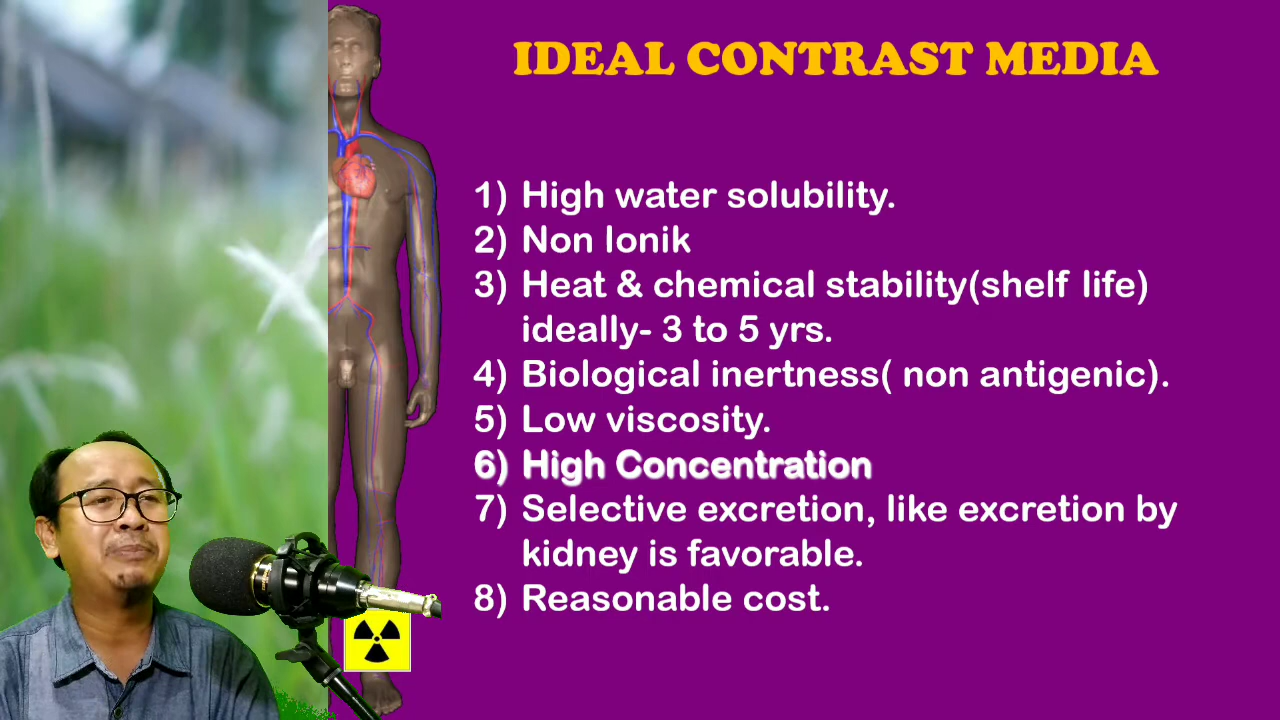 IDEAL CONTRAST MEDIA
1) High water solubility.
2) Non Ionik
3) Heat & chemical stability(shelf life)
ideally- 3 to 5 yrs.
4) Biological inertness( non antigenic).
5) Low viscosity.
6) High Concentration
7) Selective excretion, like excretion by
kidney is favorable.
8) Reasonable cost.